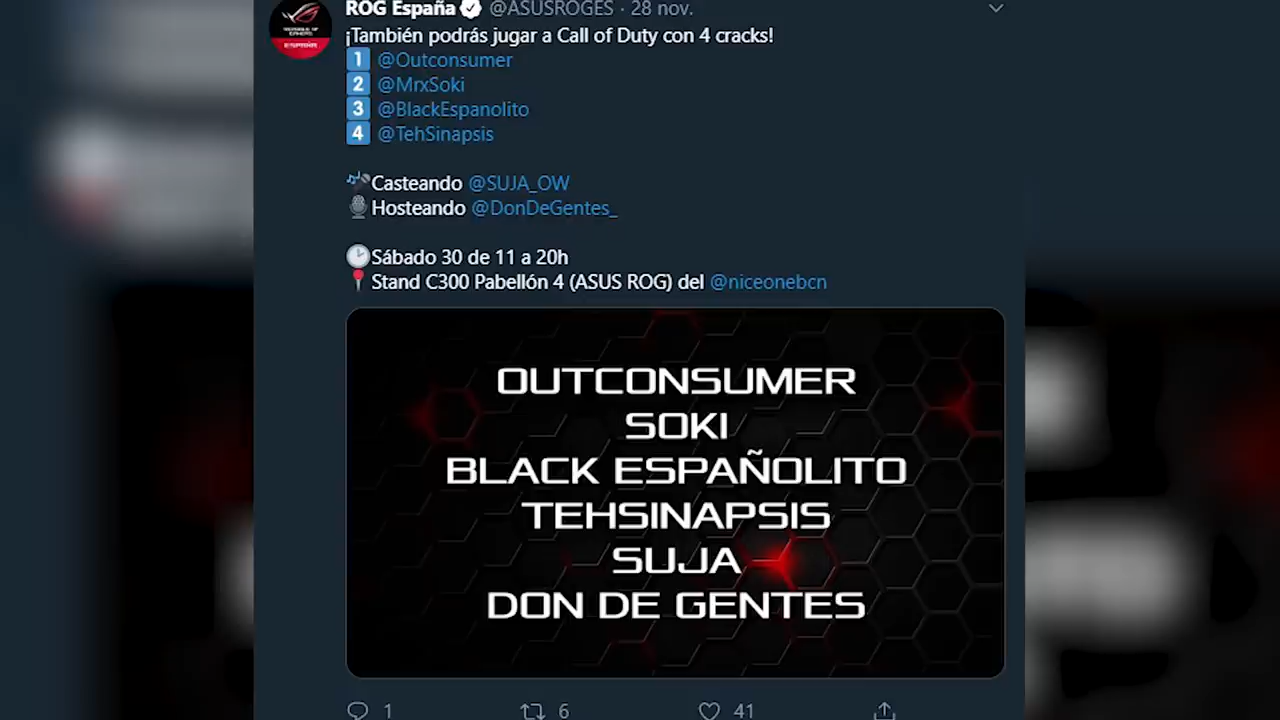 ROG España @ASUSROGES · 28 nov.
¡También podrás jugar a Call of Duty con 4 cracks!
1 @Outconsumer
2 @MrxSoki
3 @BlackEspanolito
4 @TehSinapsis
Casteando @SUJA_OW
Hosteando @DonDeGentes_
Sábado 30 de 11 a 20h
Stand C300 Pabellón 4 (ASUS ROG) del @niceonebcn
OUTCONSUMER
SOKI
BLACK ESPAÑOLITO
TEHSINAPSIS
SUJA
DON DE GENTES
1 6 41